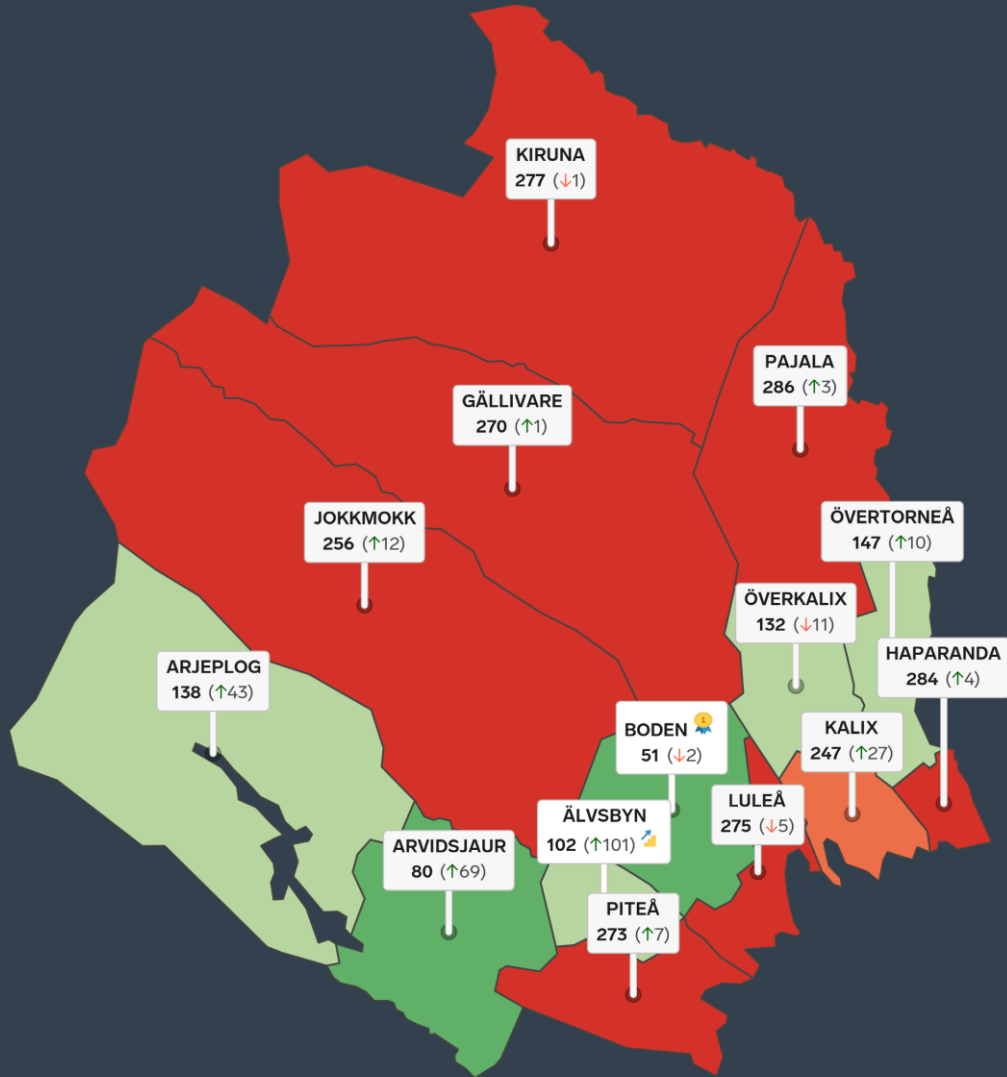 KIRUNA
277 (↓1)
PAJALA
286 (↑3)
GÄLLIVARE
270 (↑1)
JOKKMOKK
256 (↑12)
ÖVERTORNEÅ
147 (↑10)
ÖVERKALIX
132 (↓11)
HAPARANDA
284 (↑4)
ARJEPLOG
138 (↑43)
BODEN 1
51 (↓2)
KALIX
247 (↑27)
LULEÅ
275 (↓5)
ÄLVSBYN
102 (↑101)
ARVIDSJAUR
80 (↑69)
PITEÅ
273 (↑7)